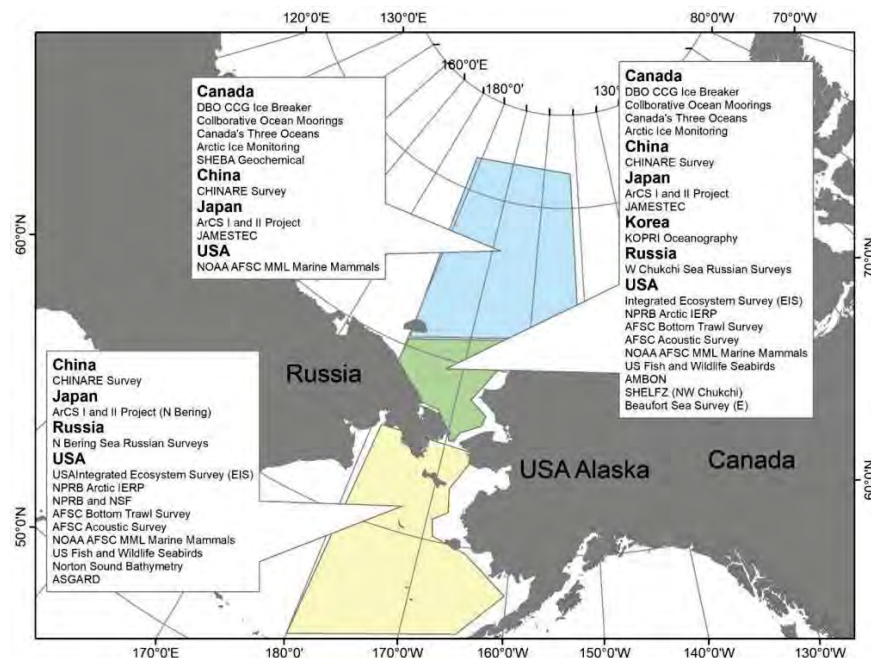 120°E
130°E
80°0'W
70°0'W
160°0'E
180°0'
130°
Canada
DBO CCG Ice Breaker
Collborative Ocean Moorings
Canada's Three Oceans
Arctic Ice Monitoring
SHEBA Geochemical
China
CHINARE Survey
Japan
ArCS I and II Project
JAMESTEC
USA
NOAA AFSC MML Marine Mammals
Canada
DBO CCG Ice Breaker
Collborative Ocean Moorings
Canada's Three Oceans
Arctic Ice Monitoring
China
CHINARE Survey
Japan
ArCS I and II Project
JAMESTEC
Korea
KOPRI Oceanography
Russia
W Chukchi Sea Russian Surveys
USA
Integrated Ecosystem Survey (EIS)
NPRB Arctic IERP
AFSC Bottom Trawl Survey
AFSC Acoustic Survey
NOAA AFSC MML Marine Mammals
US Fish and Wildlife Seabirds
AMBON
SHELFZ (NW Chukchi)
Beaufort Sea Survey (E)
60°0'N
70°0'N
China
CHINARE Survey
Japan
ArCS I and II Project (N Bering)
Russia
N Bering Sea Russian Surveys
USA
USAIntegrated Ecosystem Survey (EIS)
NPRB Arctic IERP
NPRB and NSF
AFSC Bottom Trawl Survey
AFSC Acoustic Survey
NOAA AFSC MML Marine Mammals
US Fish and Wildlife Seabirds
Norton Sound Bathymetry
ASGARD
Russia
USA Alaska
Canada
50°0'N
60°0'N
170°0'E
180°0'
170°0'W
160°0'W
150°0'W
140°0'W
130°0'W